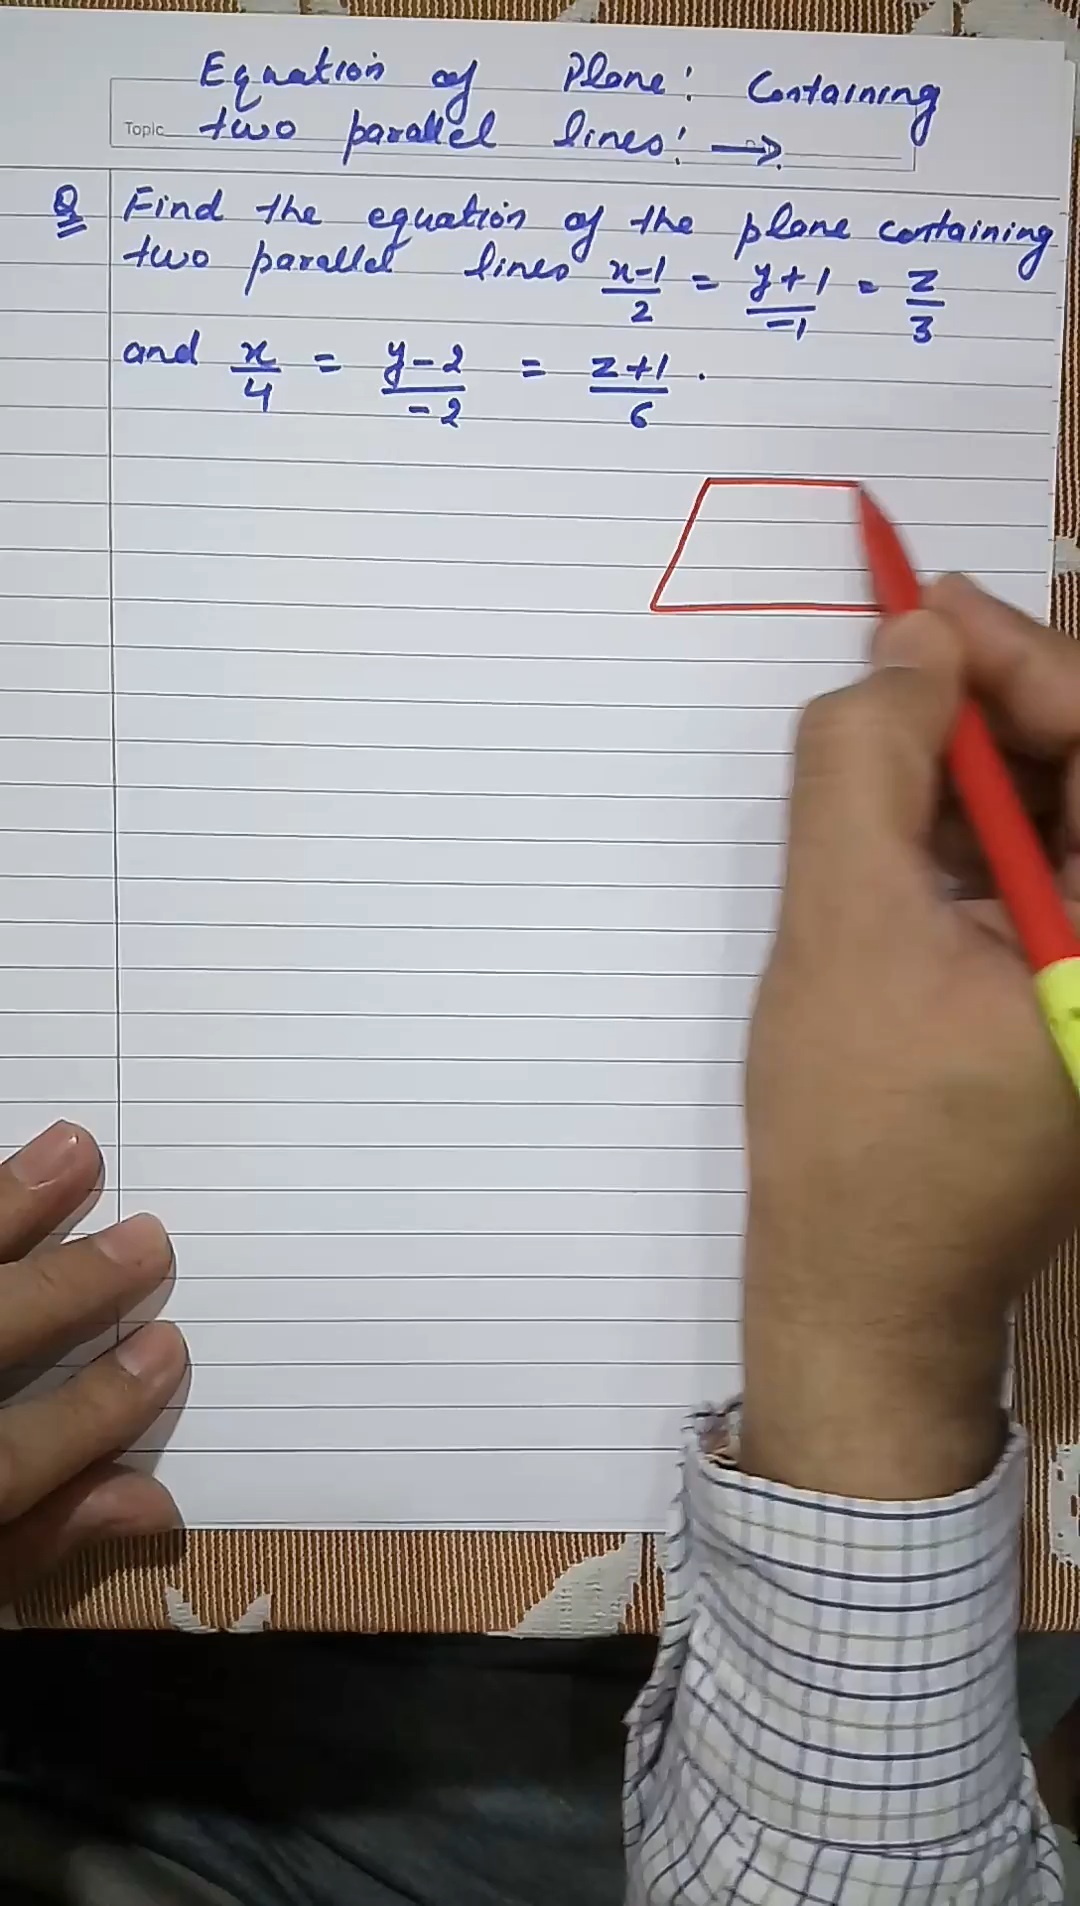 Equation of Plane: Containing
Topic two parallel lines: →
Q Find the equation of the plane containing
two parallel lines x-1/2 = y+1/-1 = z/3
and x/4 = y-2/-2 = z+1/6 .